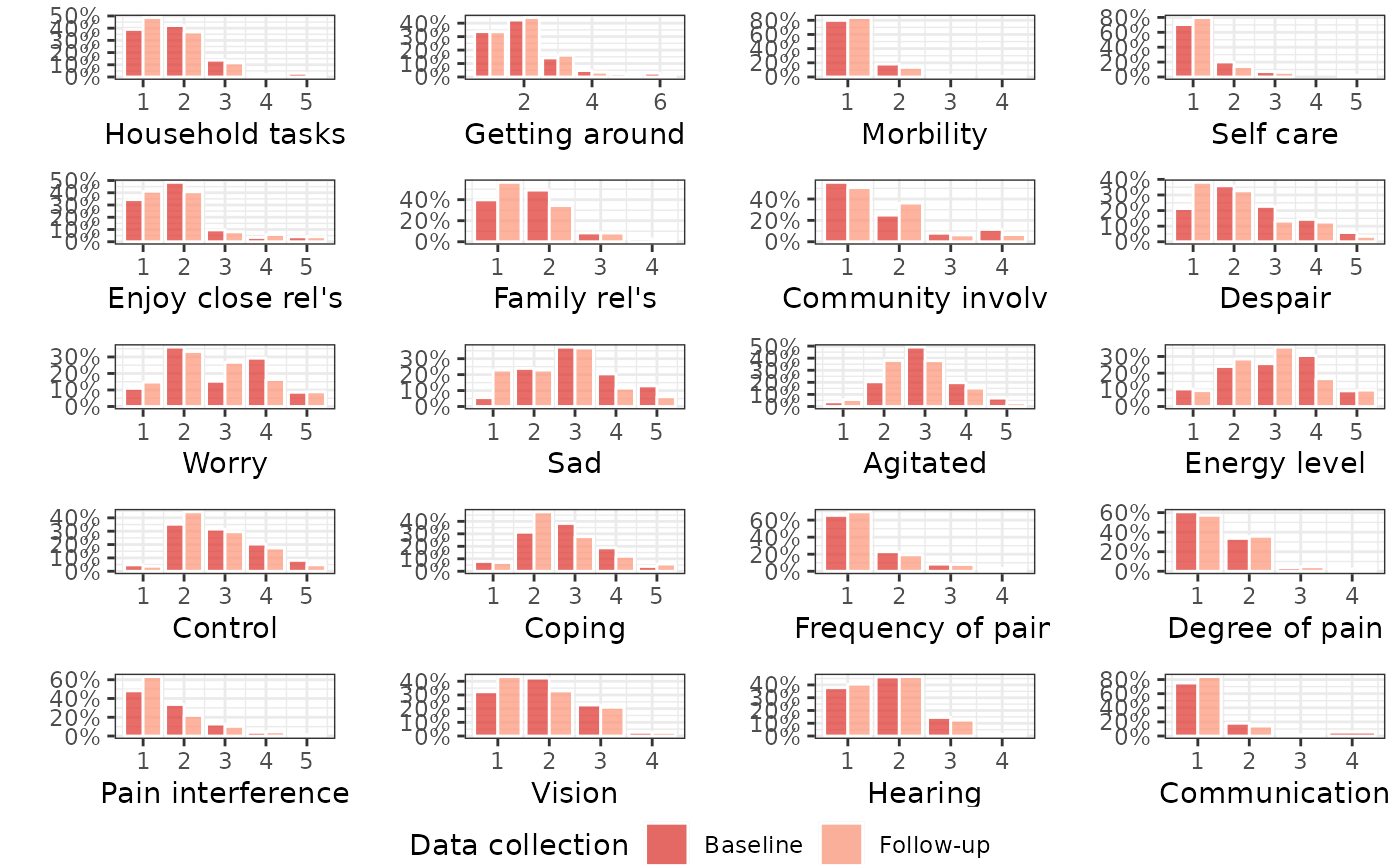 50%
40%
30%
20%
10%
0%
1 2 3 4 5
Household tasks
40%
30%
20%
10%
0%
2 4 6
Getting around
80%
60%
40%
20%
0%
1 2 3 4
Morbility
80%
60%
40%
20%
0%
1 2 3 4 5
Self care
50%
40%
30%
20%
10%
0%
1 2 3 4 5
Enjoy close rel's
40%
20%
0%
1 2 3 4
Family rel's
40%
20%
0%
1 2 3 4
Community involv
40%
30%
20%
10%
0%
1 2 3 4 5
Despair
30%
20%
10%
0%
1 2 3 4 5
Worry
30%
20%
10%
0%
1 2 3 4 5
Sad
50%
40%
30%
20%
10%
0%
1 2 3 4 5
Agitated
30%
20%
10%
0%
1 2 3 4 5
Energy level
40%
30%
20%
10%
0%
1 2 3 4 5
Control
40%
30%
20%
10%
0%
1 2 3 4 5
Coping
60%
40%
20%
0%
1 2 3 4
Frequency of pain
60%
40%
20%
0%
1 2 3 4
Degree of pain
60%
40%
20%
0%
1 2 3 4 5
Pain interference
40%
30%
20%
10%
0%
1 2 3 4
Vision
40%
30%
20%
10%
0%
1 2 3 4
Hearing
80%
60%
40%
20%
0%
1 2 3 4
Communication
Data collection Baseline Follow-up